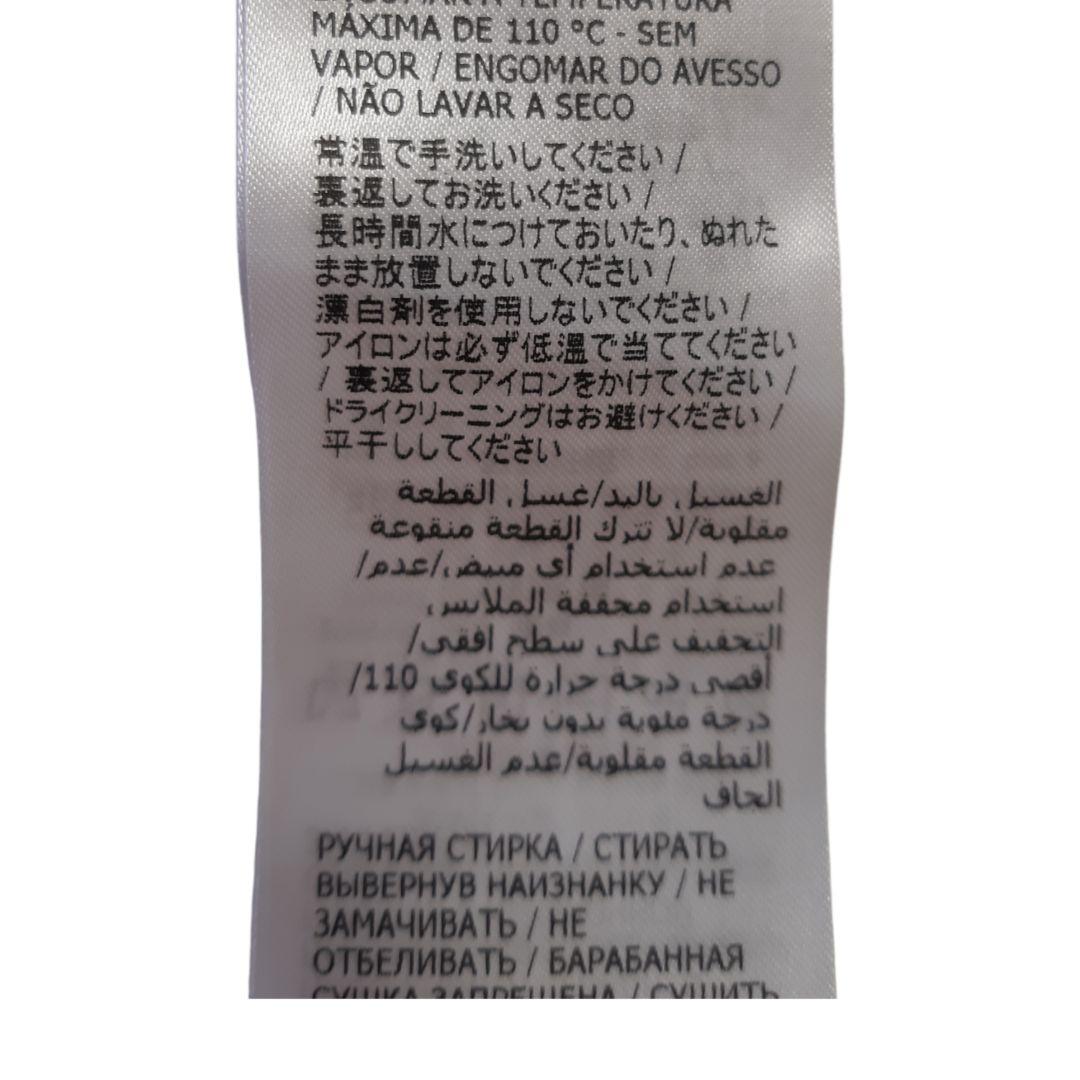 ENGOMAR A TEMPERATURA
MÁXIMA DE 110 °C - SEM
VAPOR / ENGOMAR DO AVESSO
/ NÃO LAVAR A SECO
常温で手洗いしてください /
裏返してお洗いください /
長時間水につけておいたり、ぬれた
まま放置しないでください /
漂白剤を使用しないでください /
アイロンは必ず低温で当ててください
/ 裏返してアイロンをかけてください /
ドライクリーニングはお避けください /
平干ししてください
الغسيل باليد/غسل القطعة
مقلوبة/لا تترك القطعة منقوعة
عدم استخدام أي مبيض/عدم/
استخدام مجففة الملابس
التجفيف على سطح افقي/
أقصى درجة حرارة للكوي 110/
درجة مئوية بدون بخار/كوي
القطعة مقلوبة/عدم الغسيل
الجاف
РУЧНАЯ СТИРКА / СТИРАТЬ
ВЫВЕРНУВ НАИЗНАНКУ / НЕ
ЗАМАЧИВАТЬ / НЕ
ОТБЕЛИВАТЬ / БАРАБАННАЯ
СУШКА ЗАПРЕЩЕНА / СУШИТЬ